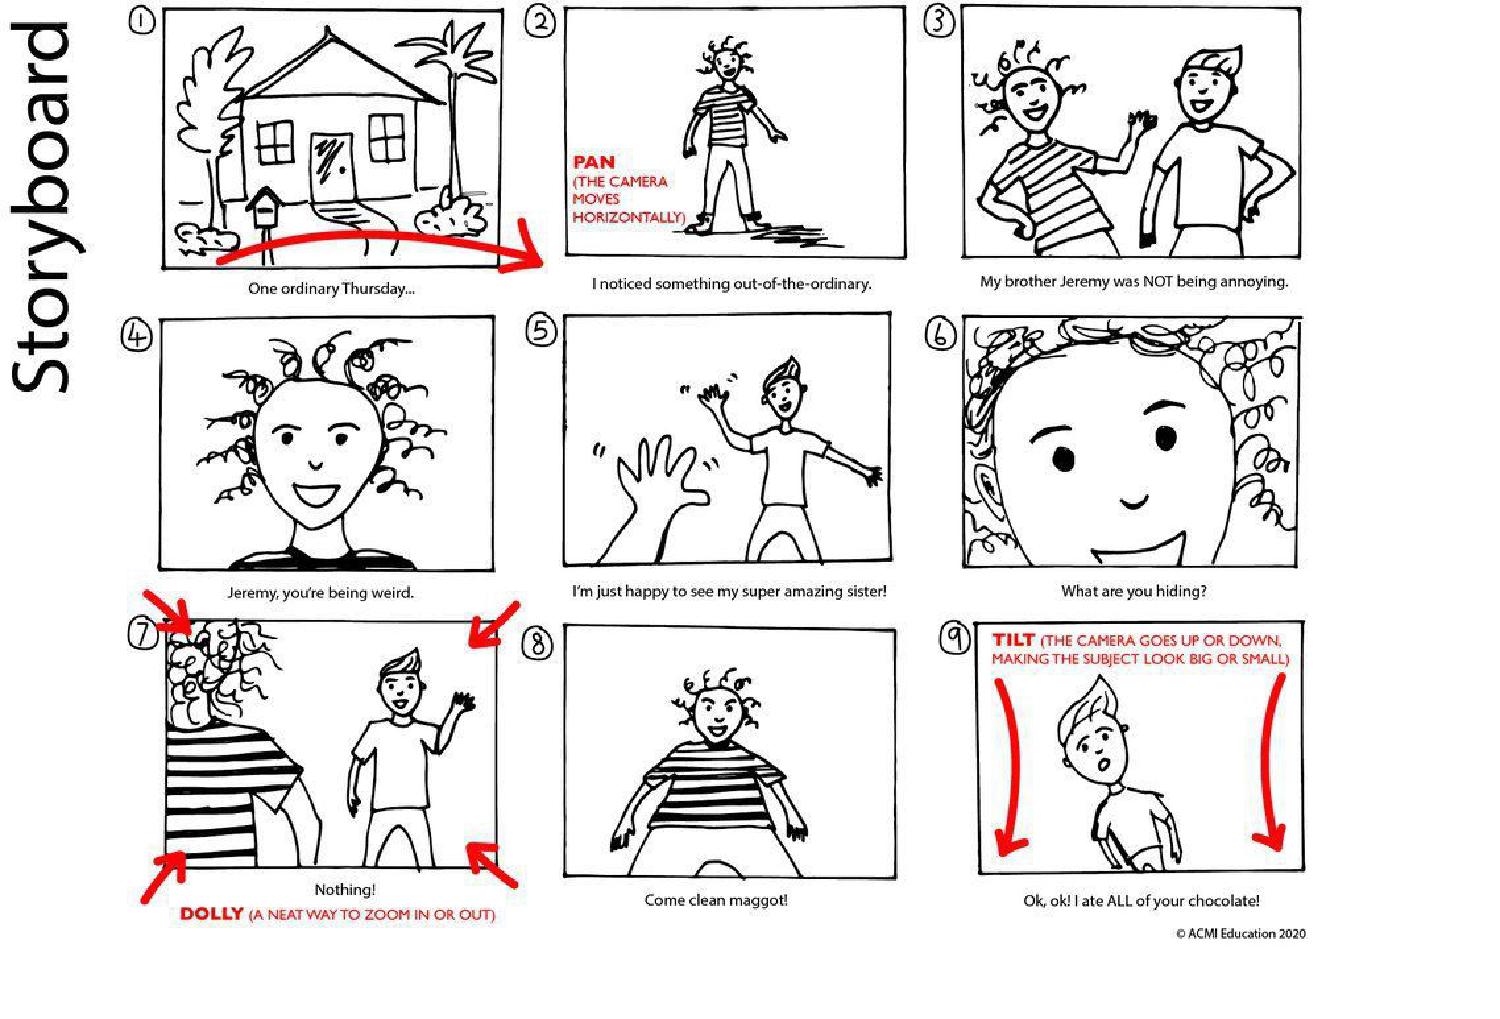 Storyboard
1
2
3
PAN
(THE CAMERA
MOVES
HORIZONTALLY)
One ordinary Thursday...
I noticed something out-of-the-ordinary.
My brother Jeremy was NOT being annoying.
4
5
6
Jeremy, you're being weird.
I'm just happy to see my super amazing sister!
What are you hiding?
7
8
9
TILT (THE CAMERA GOES UP OR DOWN,
MAKING THE SUBJECT LOOK BIG OR SMALL)
Nothing!
DOLLY (A NEAT WAY TO ZOOM IN OR OUT)
Come clean maggot!
Ok, ok! I ate ALL of your chocolate!
© ACMI Education 2020